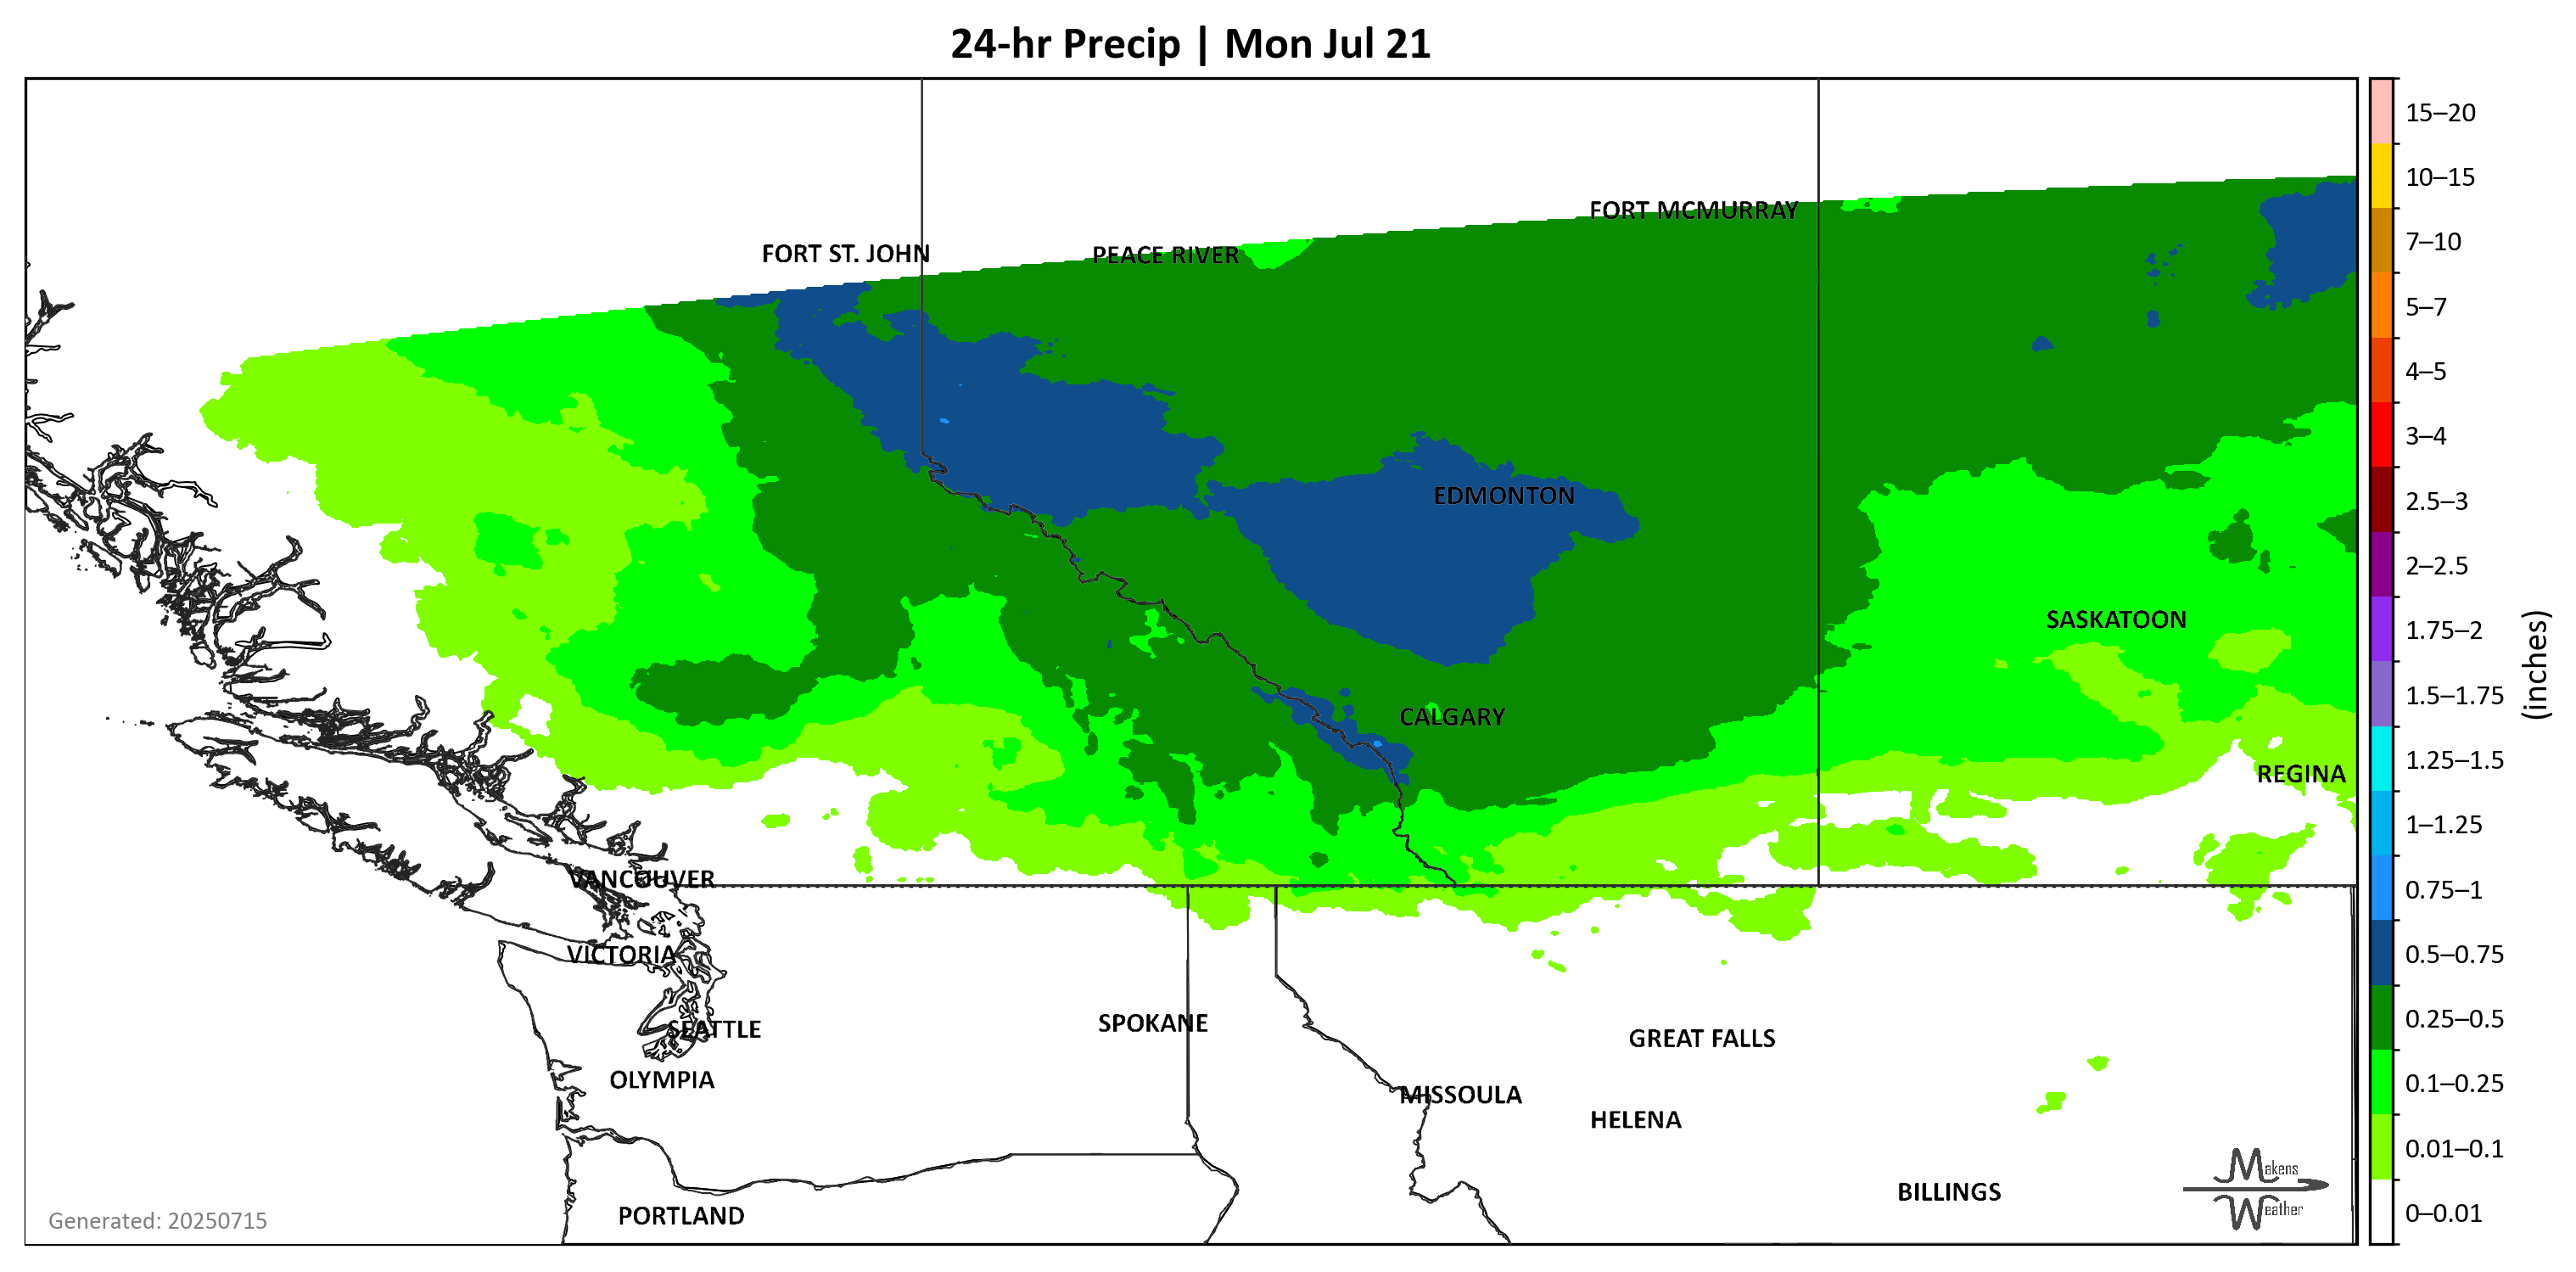 24-hr Precip | Mon Jul 21
15–20
10–15
FORT MCMURRAY
7–10
FORT ST. JOHN
PEACE RIVER
5–7
4–5
3–4
EDMONTON
2.5–3
2–2.5
SASKATOON
1.75–2
(inches)
1.5–1.75
CALGARY
1.25–1.5
REGINA
1–1.25
VANCOUVER
0.75–1
VICTORIA
0.5–0.75
SPOKANE
0.25–0.5
SEATTLE
GREAT FALLS
OLYMPIA
0.1–0.25
MISSOULA
HELENA
0.01–0.1
Makens
Weather
BILLINGS
PORTLAND
0–0.01
Generated: 20250715